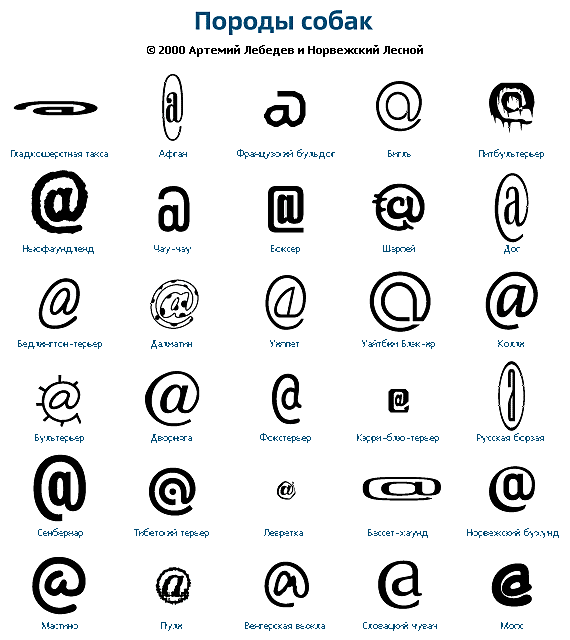 Породы собак
© 2000 Артемий Лебедев и Норвежский Лесной
Гладкошерстная такса Афган Французский бульдог Бигль Питбультерьер
Ньюфаундленд Чау-чау Боксер Шарпей Дог
Бедлингтон-терьер Далматин Уиппет Уайтбим Блек-ир Колли
Бультерьер Дворняга Фокстерьер Кэрри-блю-терьер Русская борзая
Сенбернар Тибетский терьер Левретка Бассет-хаунд Норвежский бухунд
Мастино Пули Венгерская выжла Словацкий чувач Мопс